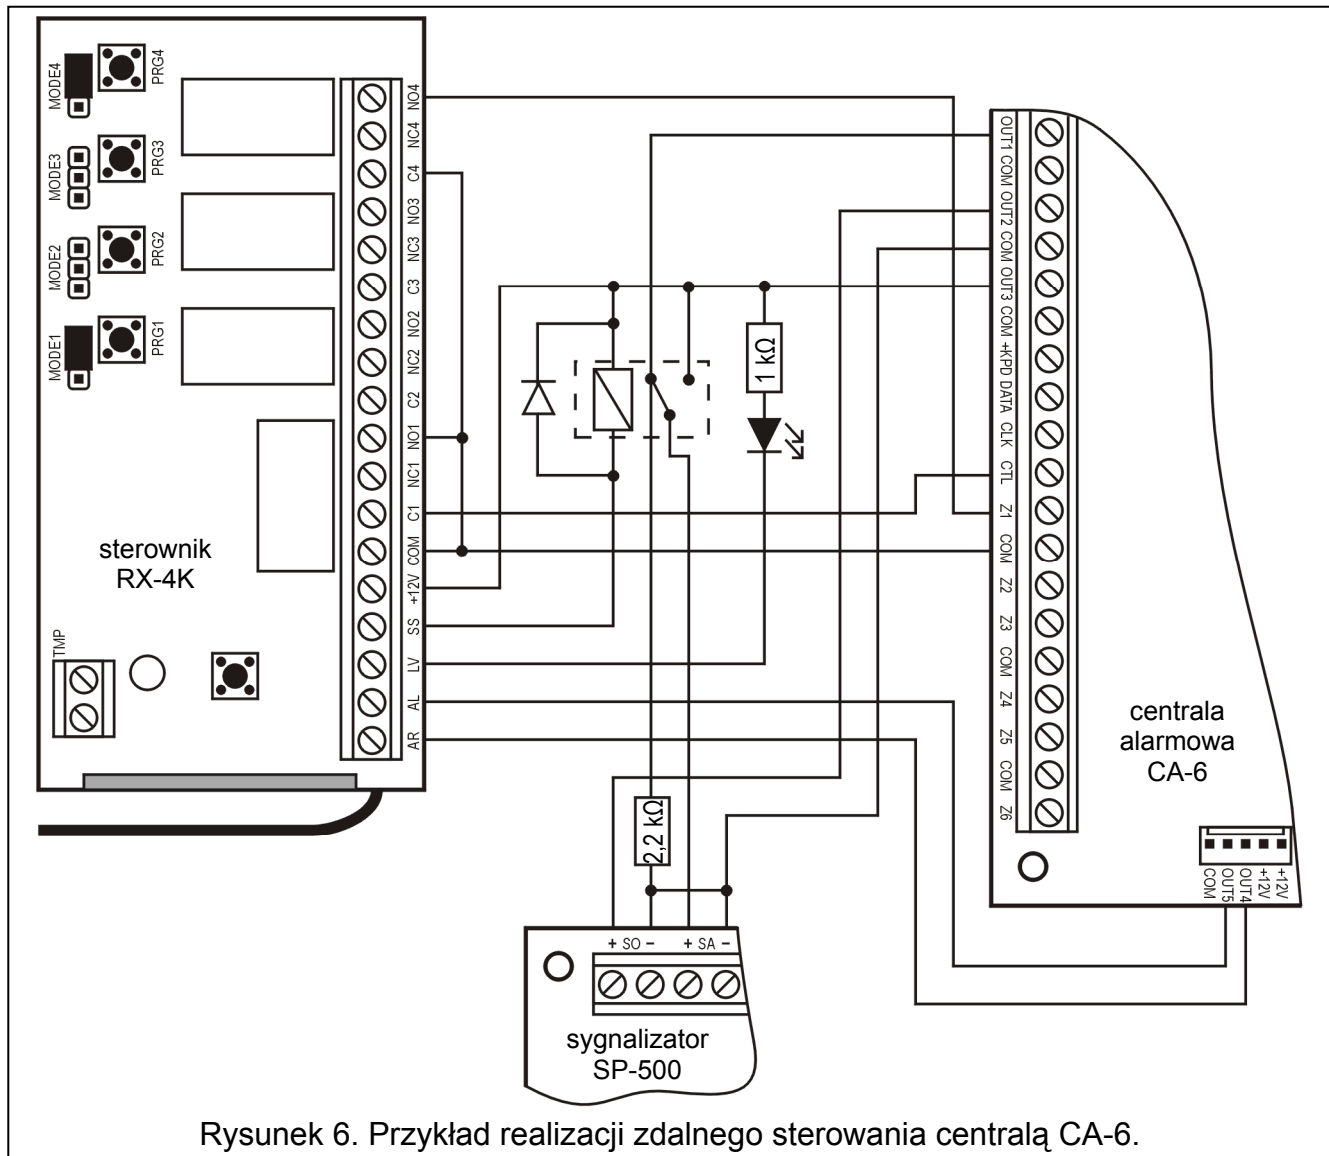 MODE4
PRG4
MODE3
PRG3
MODE2
PRG2
MODE1
PRG1
NO4
NC4
C4
NO3
NC3
C3
NO2
NC2
C2
NO1
NC1
C1
COM
+12V
SS
LV
AL
AR
sterownik
RX-4K
TMP
1 kΩ
2,2 kΩ
OUT1
COM
OUT2
COM
OUT3
COM
+KPD
DATA
CLK
CTL
Z1
COM
Z2
Z3
COM
Z4
Z5
COM
Z6
centrala
alarmowa
CA-6
COM
OUT5
OUT4
+12V
+12V
+ SO − + SA −
sygnalizator
SP-500
Rysunek 6. Przykład realizacji zdalnego sterowania centralą CA-6.